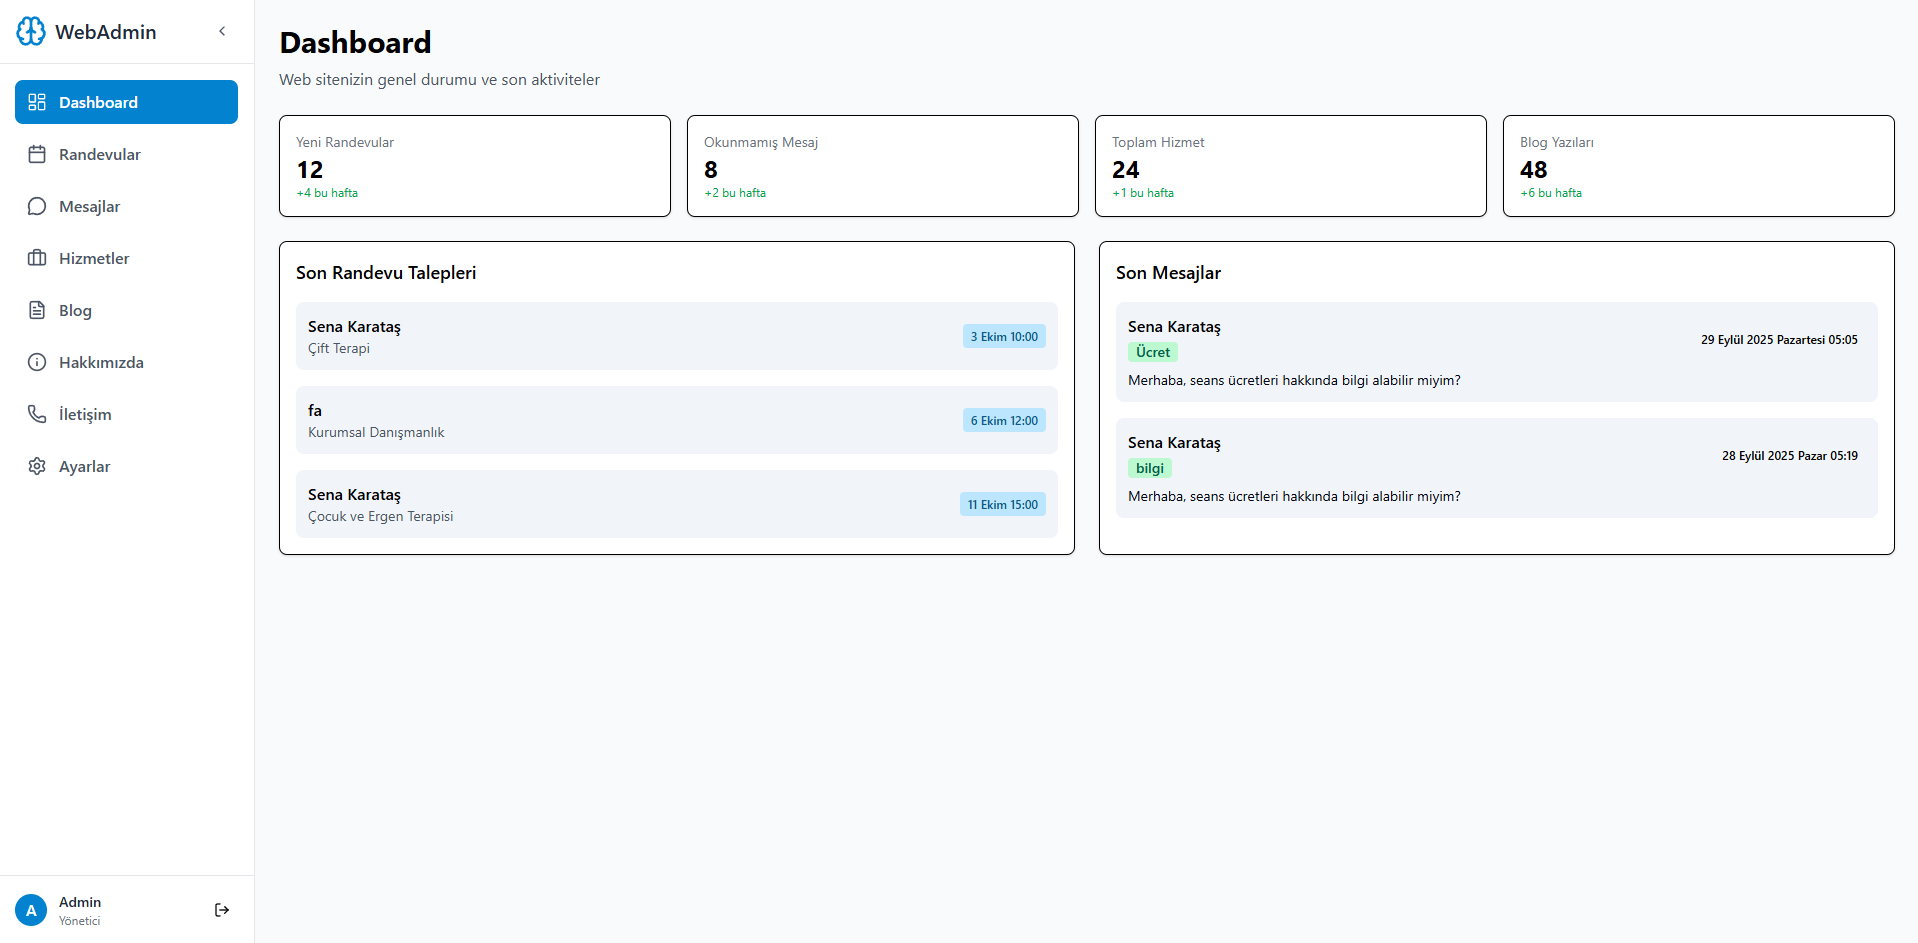 WebAdmin
Dashboard
Randevular
Mesajlar
Hizmetler
Blog
Hakkımızda
İletişim
Ayarlar
A
Admin
Yönetici
Dashboard
Web sitenizin genel durumu ve son aktiviteler
Yeni Randevular
12
+4 bu hafta
Okunmamış Mesaj
8
+2 bu hafta
Toplam Hizmet
24
+1 bu hafta
Blog Yazıları
48
+6 bu hafta
Son Randevu Talepleri
Sena Karataş
Çift Terapi
3 Ekim 10:00
fa
Kurumsal Danışmanlık
6 Ekim 12:00
Sena Karataş
Çocuk ve Ergen Terapisi
11 Ekim 15:00
Son Mesajlar
Sena Karataş
Ücret
29 Eylül 2025 Pazartesi 05:05
Merhaba, seans ücretleri hakkında bilgi alabilir miyim?
Sena Karataş
bilgi
28 Eylül 2025 Pazar 05:19
Merhaba, seans ücretleri hakkında bilgi alabilir miyim?